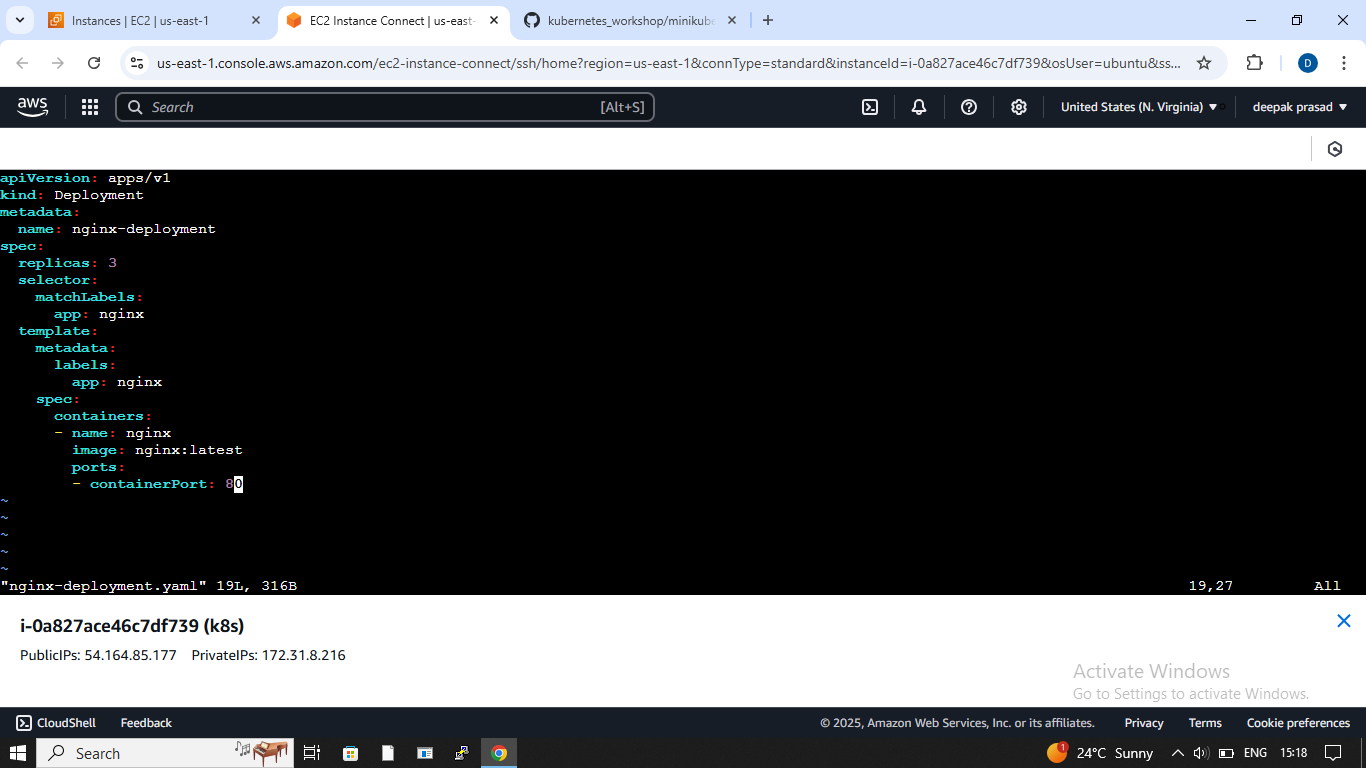 Instances | EC2 | us-east-1
EC2 Instance Connect | us-east-
kubernetes_workshop/minikube
us-east-1.console.aws.amazon.com/ec2-instance-connect/ssh/home?region=us-east-1&connType=standard&instanceId=i-0a827ace46c7df739&osUser=ubuntu&ss...
D
aws
Search
[Alt+S]
United States (N. Virginia)
deepak prasad
apiVersion: apps/v1
kind: Deployment
metadata:
  name: nginx-deployment
spec:
  replicas: 3
  selector:
    matchLabels:
      app: nginx
  template:
    metadata:
      labels:
        app: nginx
    spec:
      containers:
      - name: nginx
        image: nginx:latest
        ports:
        - containerPort: 80
~
~
~
~
~
"nginx-deployment.yaml" 19L, 316B 19,27 All
i-0a827ace46c7df739 (k8s)
PublicIPs: 54.164.85.177 PrivateIPs: 172.31.8.216
Activate Windows
Go to Settings to activate Windows.
CloudShell Feedback
© 2025, Amazon Web Services, Inc. or its affiliates. Privacy Terms Cookie preferences
Search
1
24°C Sunny
ENG
15:18